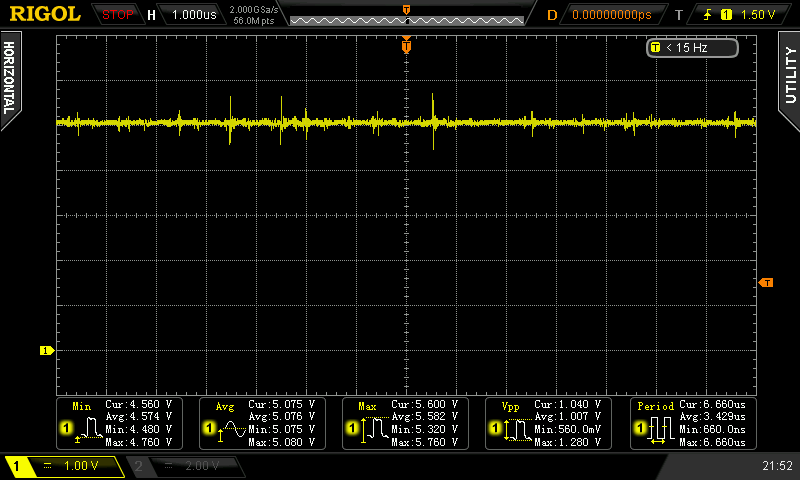 RIGOL STOP H 1.000us 2.000GSa/s 56.0M pts T D 0.00000000ps T 1 1.50 V
T < 15 Hz
T
HORIZONTAL
UTILITY
T
1
Min Cur:4.560 V Avg:4.574 V Min:4.480 V Max:4.760 V
1
Avg Cur:5.075 V Avg:5.076 V Min:5.075 V Max:5.080 V
1
Max Cur:5.600 V Avg:5.582 V Min:5.320 V Max:5.760 V
1
Vpp Cur:1.040 V Avg:1.007 V Min:560.0mV Max:1.280 V
1
Period Cur:6.660us Avg:3.429us Min:660.0ns Max:6.660us
1
1 1.00 V 2 2.00 V 21:52